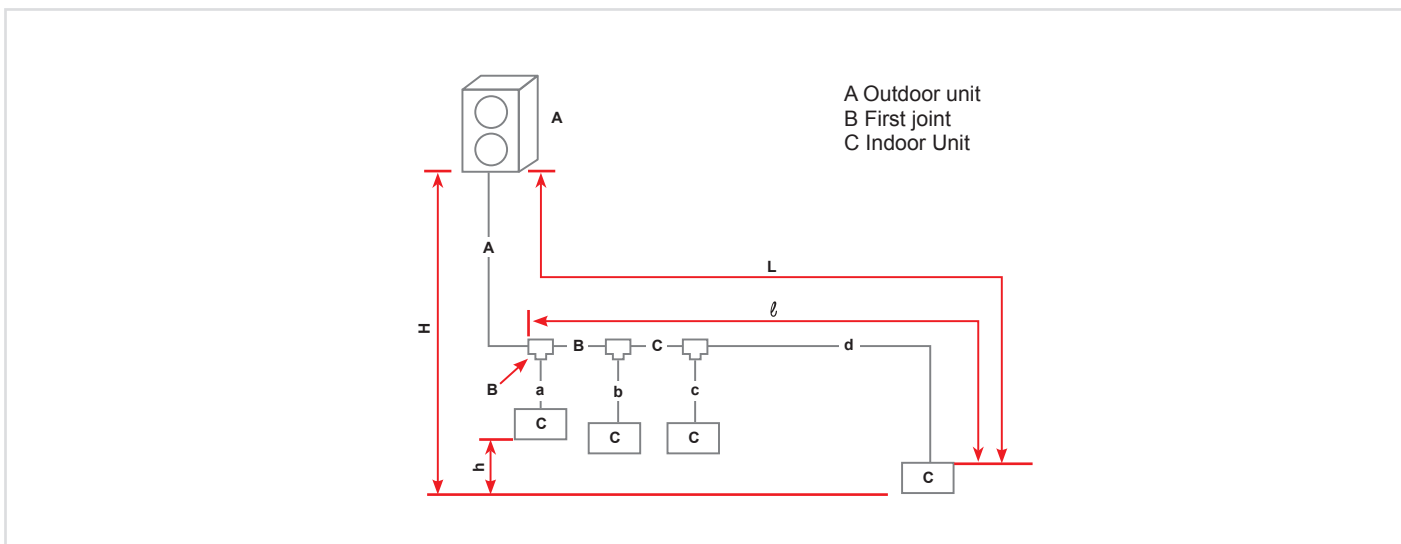 A Outdoor unit
B First joint
C Indoor Unit
A
A
L
ℓ
H
B
C
d
B
a
b
c
C
C
C
h
C